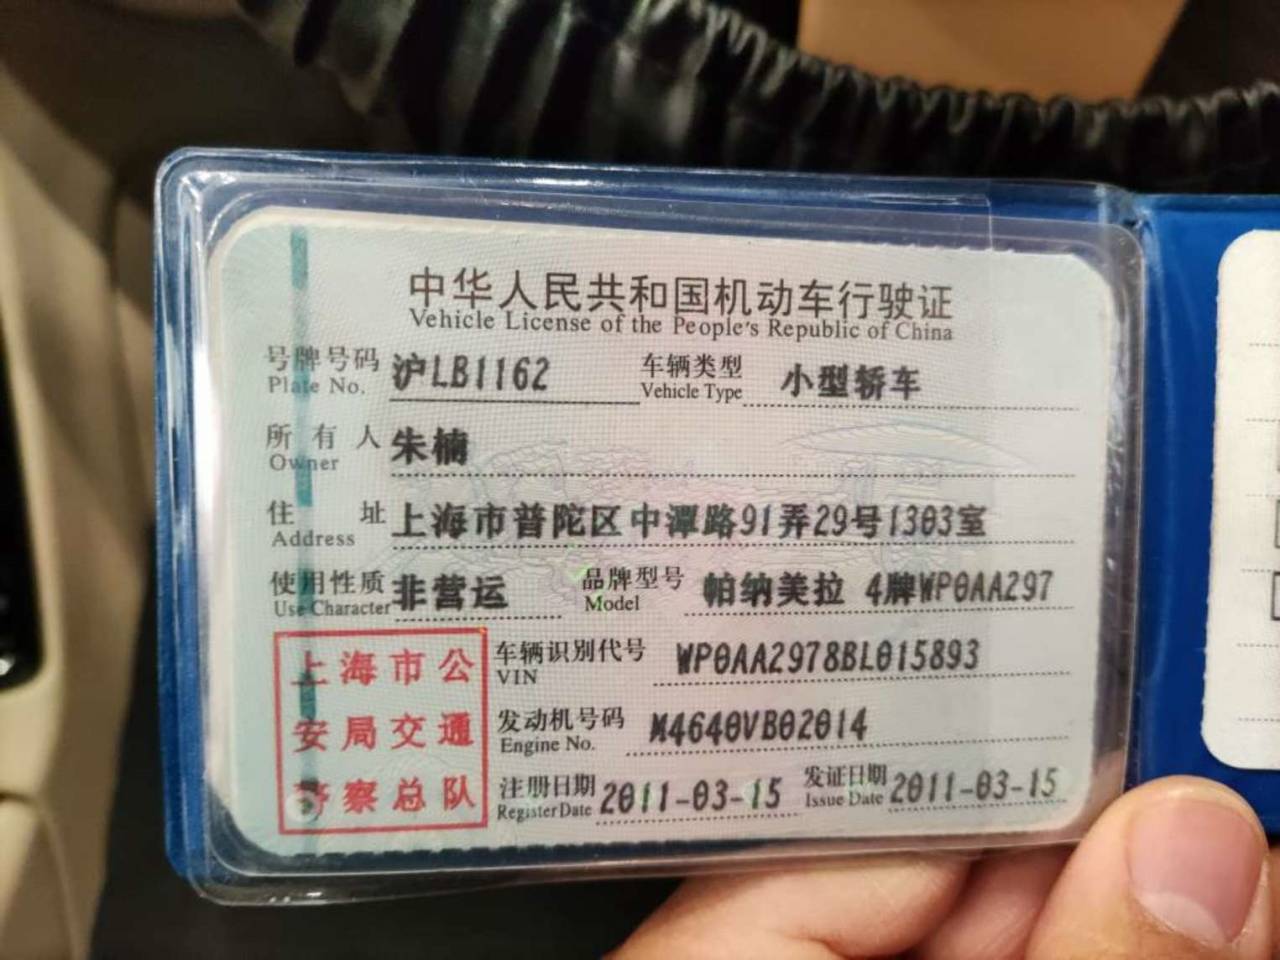 中华人民共和国机动车行驶证
Vehicle License of the People's Republic of China
号牌号码 沪LB1162 车辆类型 小型轿车
Plate No. Vehicle Type
所有人 朱楠
Owner
住址 上海市普陀区中潭路91弄29号1303室
Address
使用性质 非营运 品牌型号 帕纳美拉 4牌WP0AA297
Use Character Model
上海市公
安局交通
警察总队
车辆识别代号 WP0AA2978BL015893
VIN
发动机号码 M4640VB02014
Engine No.
注册日期 2011-03-15 发证日期 2011-03-15
Register Date Issue Date